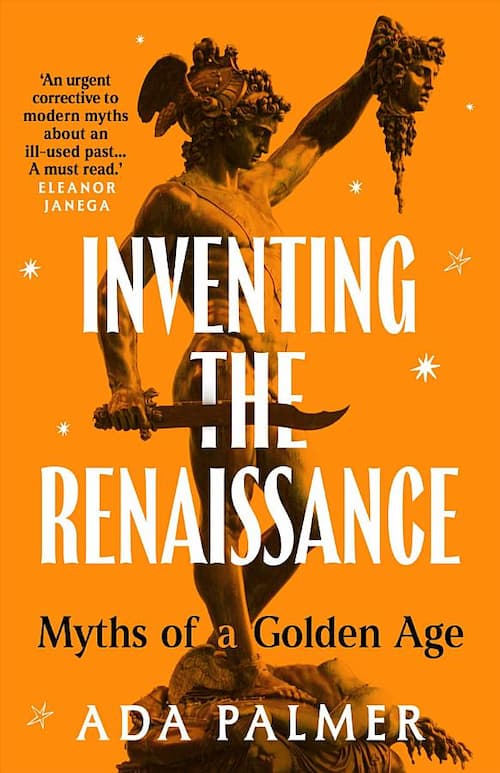 ‘An urgent
corrective to
modern myths
about an
ill-used past...
A must read.’
ELEANOR
JANEGA
INVENTING
THE
RENAISSANCE
Myths of a Golden Age
ADA PALMER